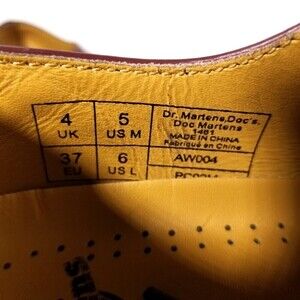 4
UK
5
US M
Dr. Martens, Doc's,
Doc Martens
1461
MADE IN CHINA
Fabriqué en Chine
37
EU
6
US L
AW004